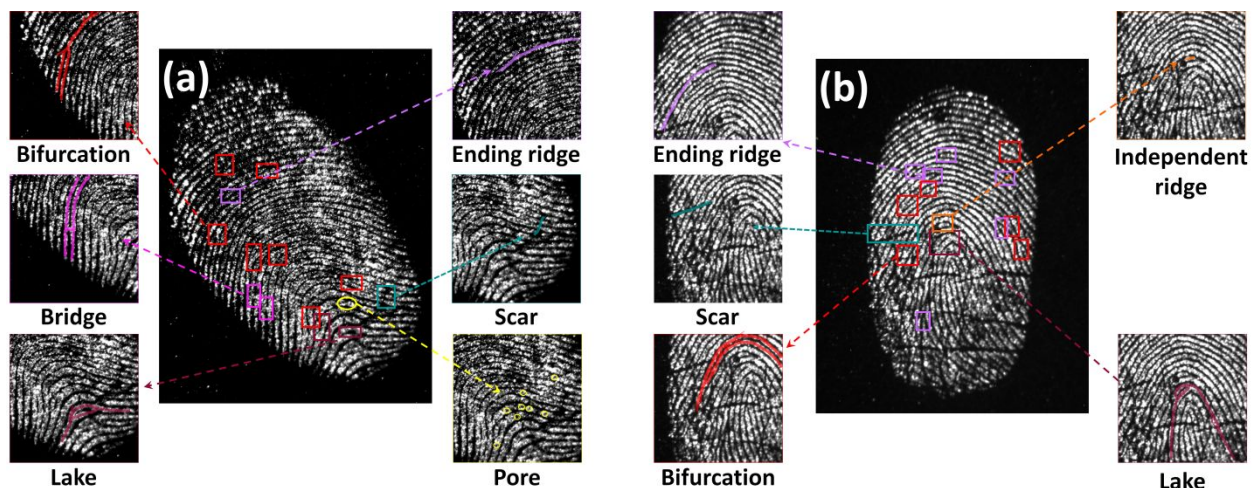 (a)
Bifurcation
Ending ridge
Bridge
Scar
Lake
Pore
(b)
Ending ridge
Independent
ridge
Scar
Bifurcation
Lake